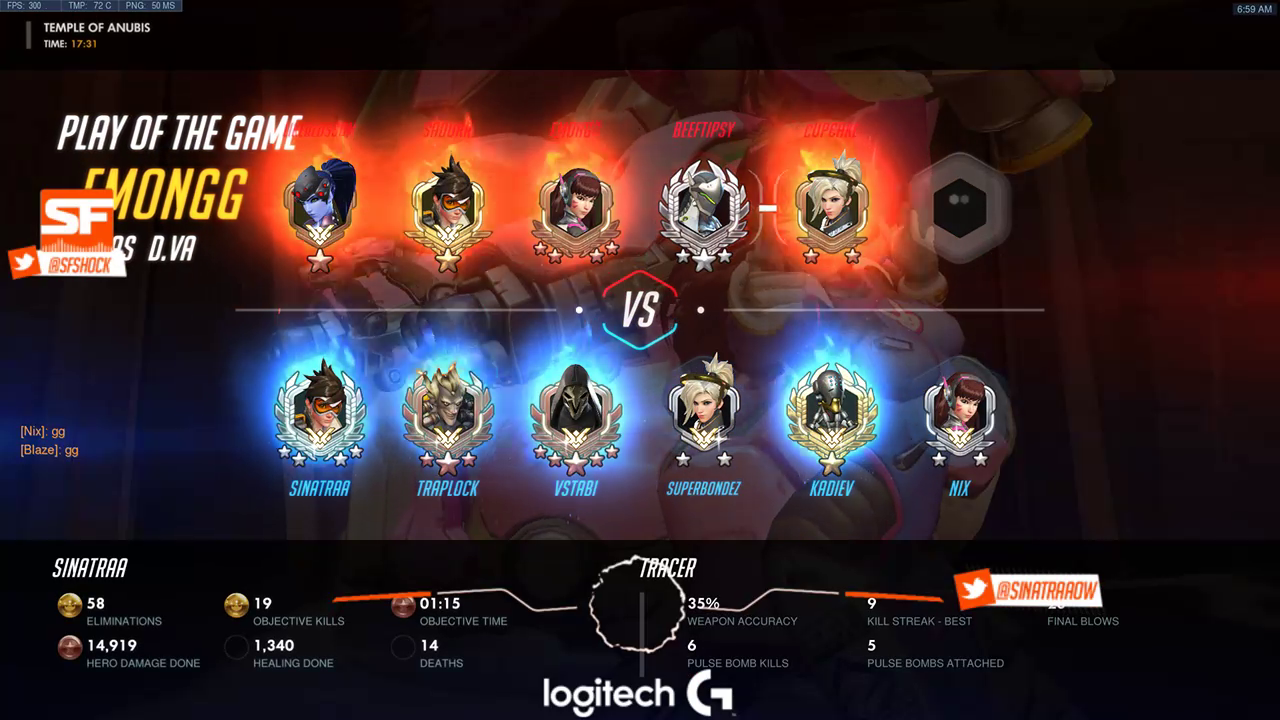 FPS: 300 TMP: 72 C PNG: 50 MS
6:59 AM
TEMPLE OF ANUBIS
TIME: 17:31
PLAY OF THE GAME
EMONGG
D.VA
SF
@SFSHOCK
BEEFTIPSY
CUPCAKE
VS
[Nix]: gg
[Blaze]: gg
SINATRAA TRAPLOCK VSTABI SUPERBONDEZ KADIEV NIX
SINATRAA TRACER
@SINATRAAOW
58 19 01:15 35% 9
ELIMINATIONS OBJECTIVE KILLS OBJECTIVE TIME WEAPON ACCURACY KILL STREAK - BEST FINAL BLOWS
14,919 1,340 14 6 5
HERO DAMAGE DONE HEALING DONE DEATHS PULSE BOMB KILLS PULSE BOMBS ATTACHED
logitech G